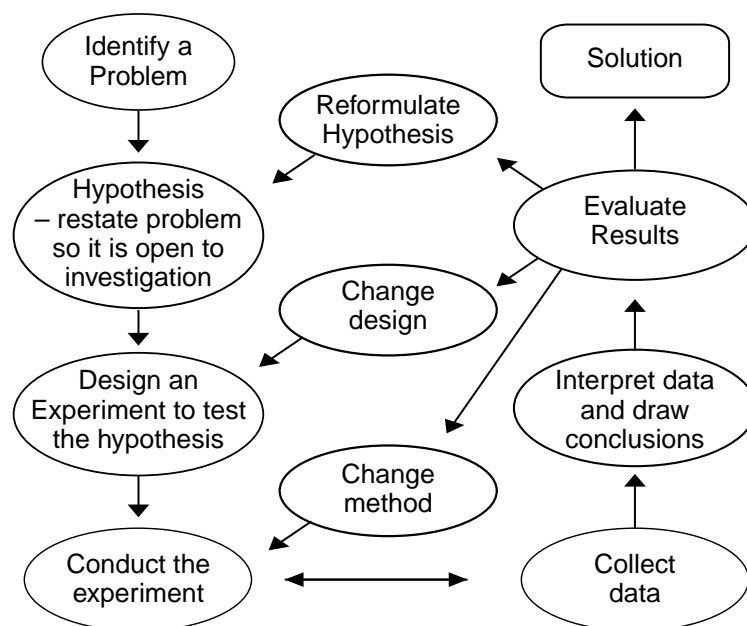 Identify a
Problem
Solution
Reformulate
Hypothesis
Hypothesis
– restate problem
so it is open to
investigation
Evaluate
Results
Change
design
Design an
Experiment to test
the hypothesis
Interpret data
and draw
conclusions
Change
method
Conduct the
experiment
Collect
data